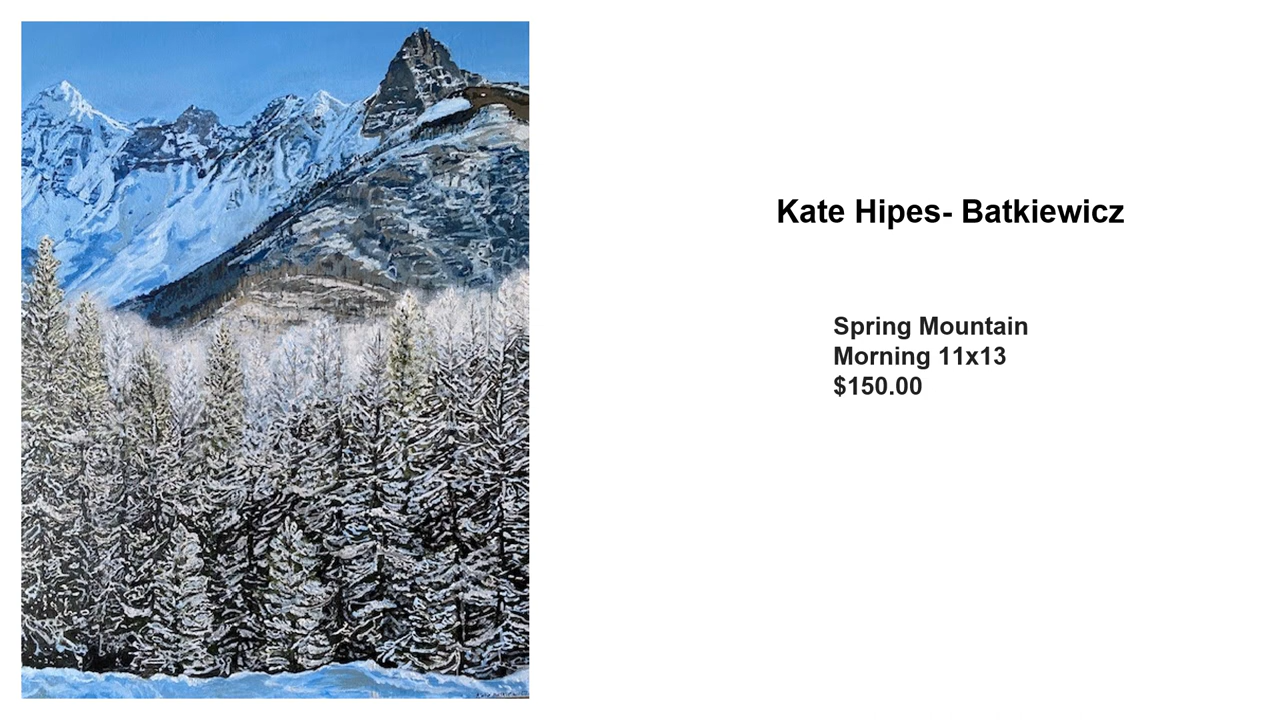 Kate Hipes- Batkiewicz
Spring Mountain
Morning 11x13
$150.00